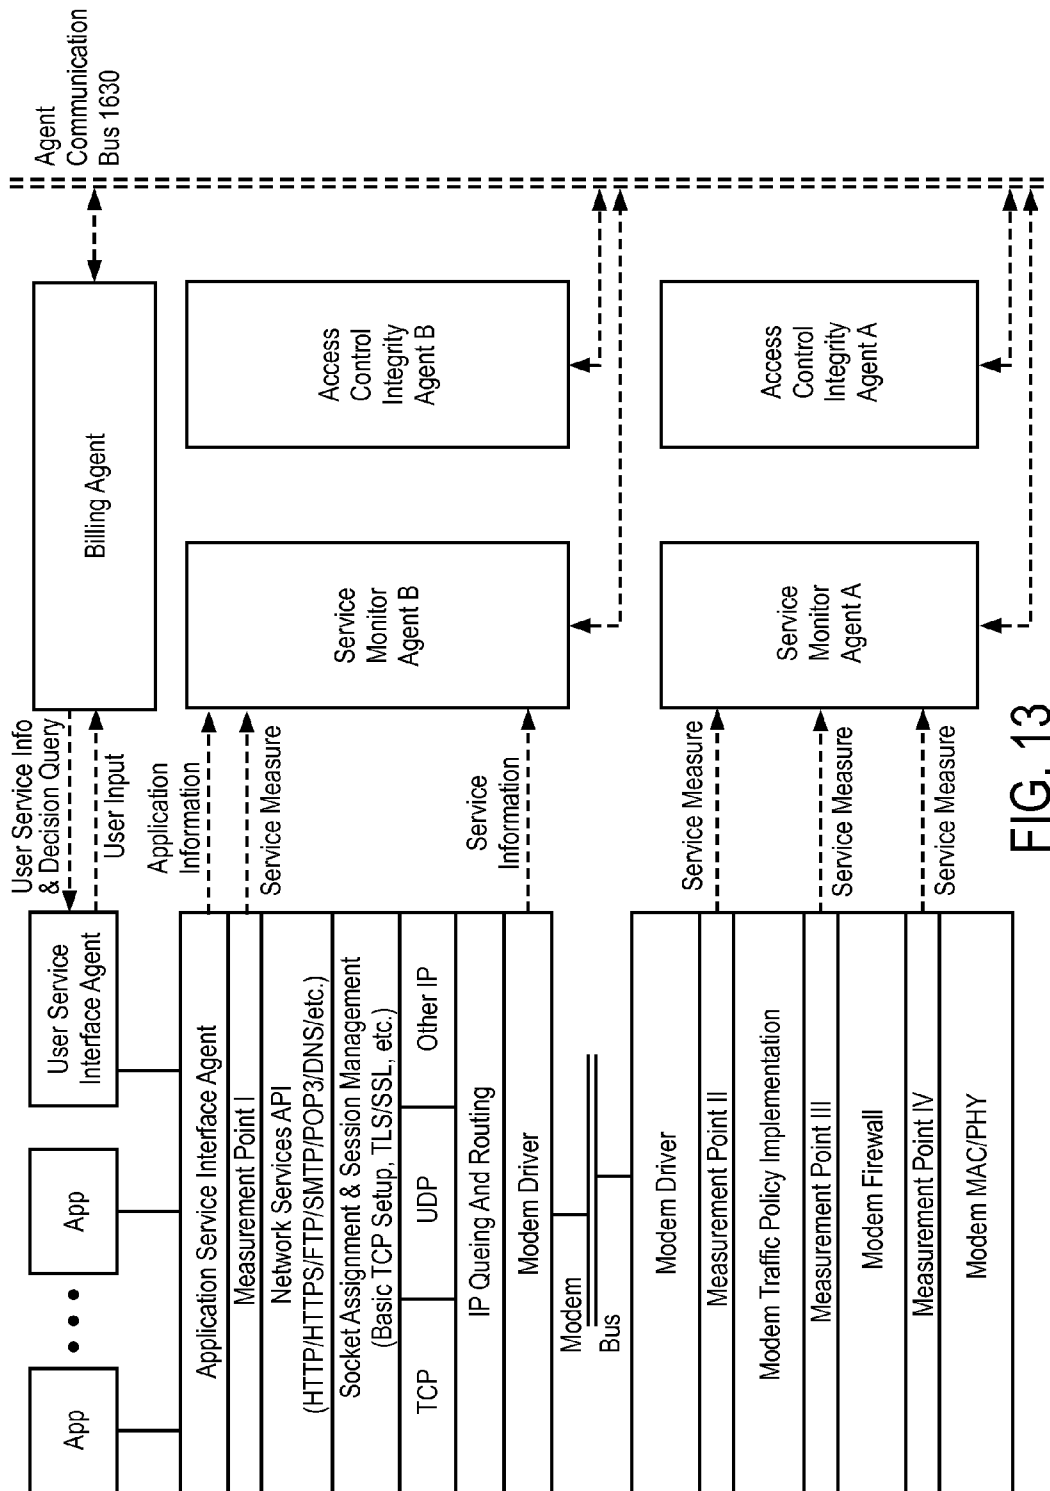 App
App
User Service
Interface Agent
User Service Info
& Decision Query
User Input
Billing Agent
Agent
Communication
Bus 1630
Application Service Interface Agent
Application
Information
Measurement Point I
Service Measure
Network Services API
(HTTP/HTTPS/FTP/SMTP/POP3/DNS/etc.)
Socket Assignment & Session Management
(Basic TCP Setup, TLS/SSL, etc.)
TCP
UDP
Other IP
IP Queing And Routing
Modem Driver
Service
Information
Service
Monitor
Agent B
Access
Control
Integrity
Agent B
Modem
Bus
Modem Driver
Measurement Point II
Service Measure
Modem Traffic Policy Implementation
Measurement Point III
Service Measure
Modem Firewall
Measurement Point IV
Service Measure
Modem MAC/PHY
Service
Monitor
Agent A
Access
Control
Integrity
Agent A
FIG. 13